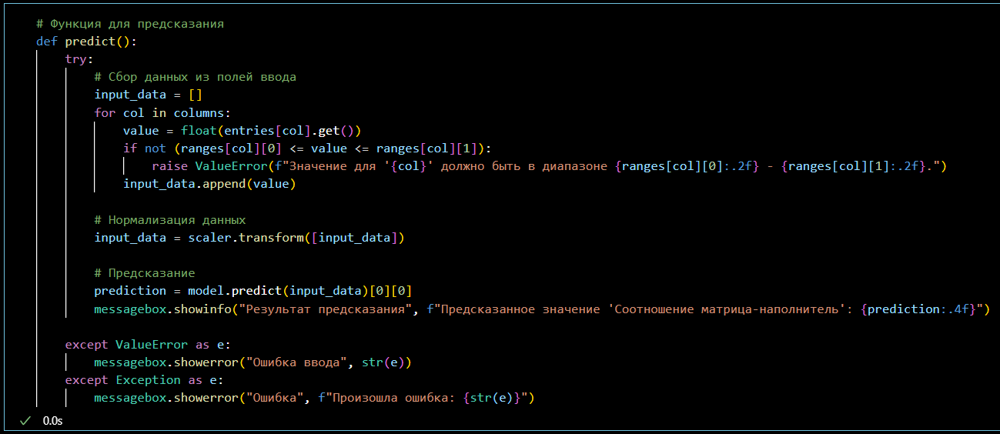 # Функция для предсказания
def predict():
    try:
        # Сбор данных из полей ввода
        input_data = []
        for col in columns:
            value = float(entries[col].get())
            if not (ranges[col][0] <= value <= ranges[col][1]):
                raise ValueError(f"Значение для '{col}' должно быть в диапазоне {ranges[col][0]:.2f} - {ranges[col][1]:.2f}.")
            input_data.append(value)

        # Нормализация данных
        input_data = scaler.transform([input_data])

        # Предсказание
        prediction = model.predict(input_data)[0][0]
        messagebox.showinfo("Результат предсказания", f"Предсказанное значение 'Соотношение матрица-наполнитель': {prediction:.4f}")

    except ValueError as e:
        messagebox.showerror("Ошибка ввода", str(e))
    except Exception as e:
        messagebox.showerror("Ошибка", f"Произошла ошибка: {str(e)}")
0.0s